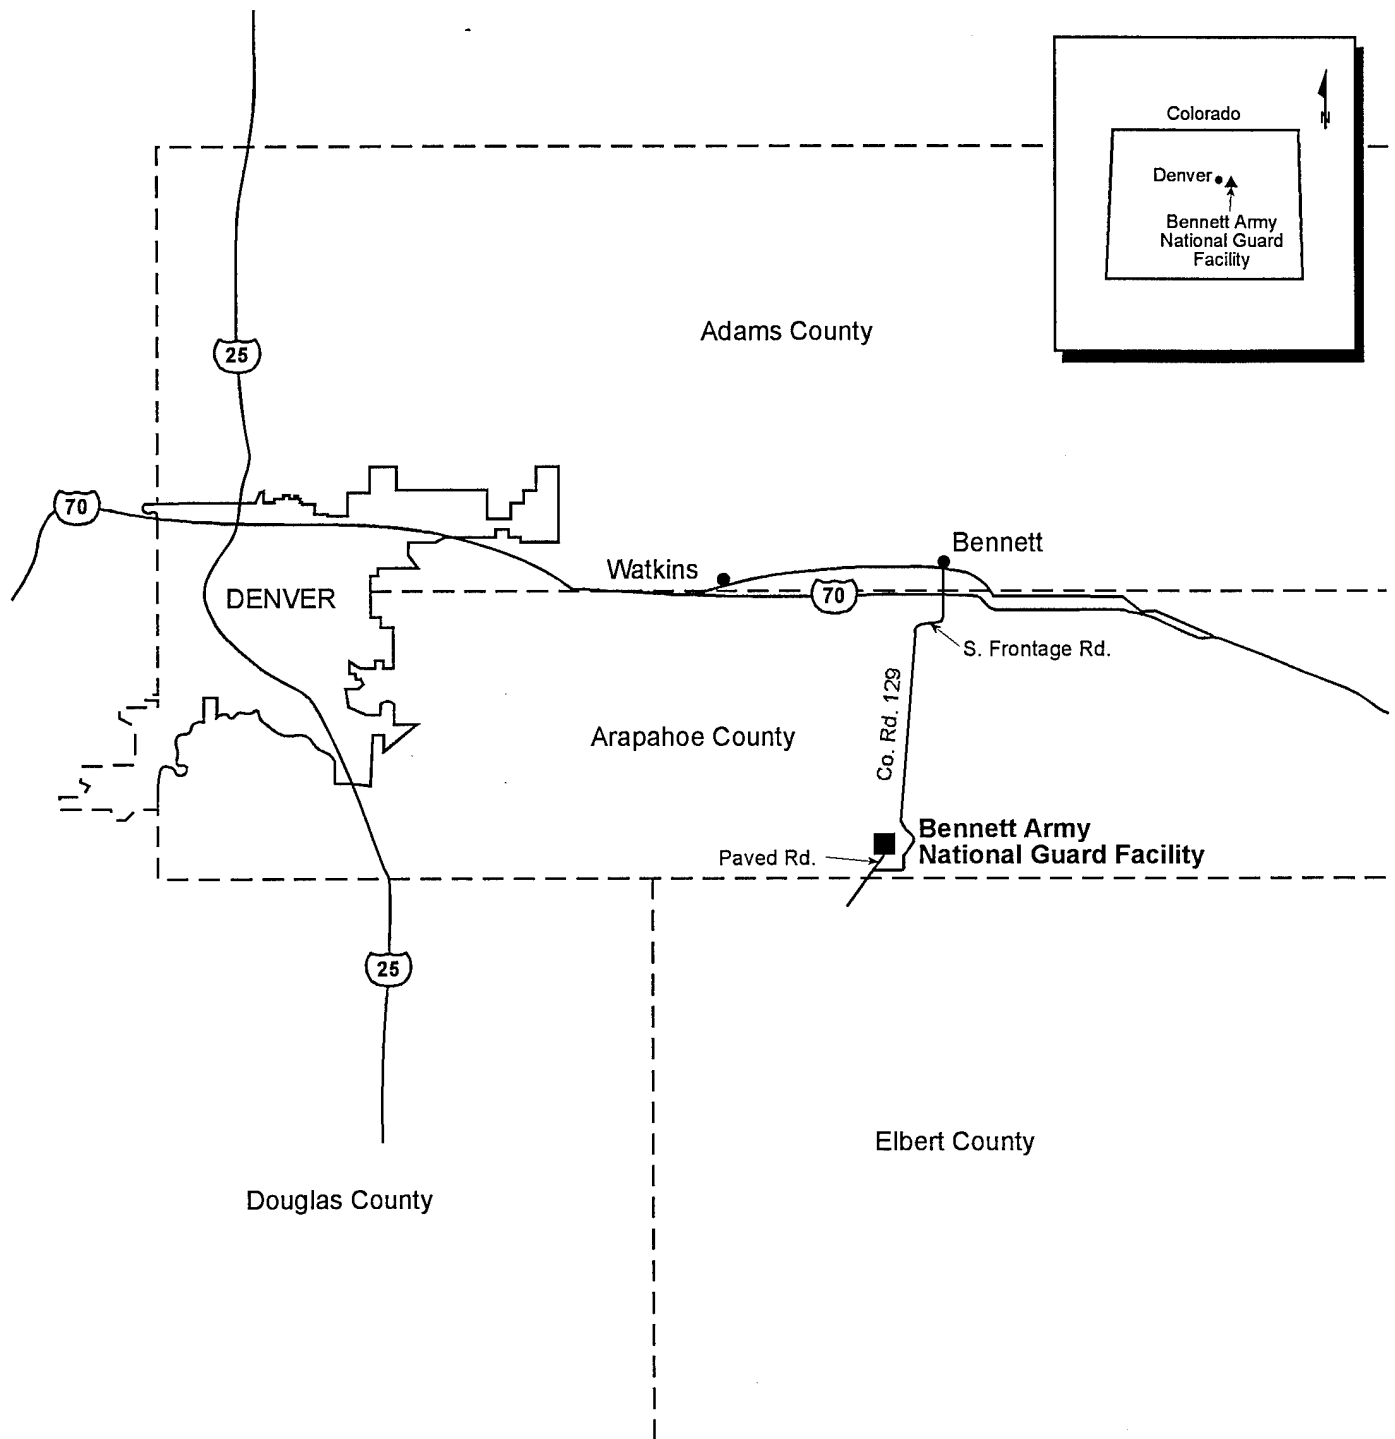 Colorado
N
Denver
Bennett Army
National Guard
Facility
Adams County
25
70
Bennett
Watkins
DENVER
70
S. Frontage Rd.
Co. Rd. 129
Arapahoe County
Bennett Army
National Guard Facility
Paved Rd.
25
Elbert County
Douglas County